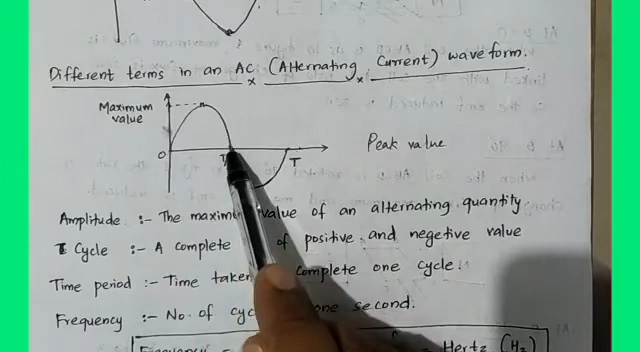 Different terms in an AC (Alternating Current) waveform.
Maximum value
O
T
T
Peak value
Amplitude :- The maximum value of an alternating quantity
Cycle :- A complete of positive and negetive value
Time period :- Time taken complete one cycle.
Frequency :- No. of one second.
Frequency = = Hertz (Hz)